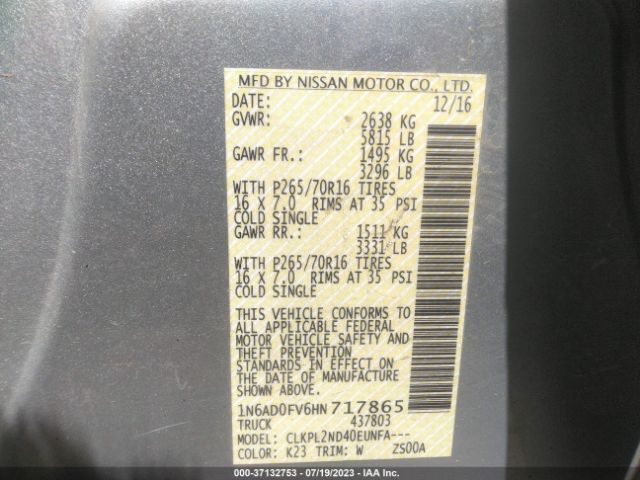 MFD BY NISSAN MOTOR CO., LTD.
DATE: 12/16
GVWR: 2638 KG
5815 LB
GAWR FR.: 1495 KG
3296 LB
WITH P265/70R16 TIRES
16 X 7.0 RIMS AT 35 PSI
COLD SINGLE
GAWR RR.: 1511 KG
3331 LB
WITH P265/70R16 TIRES
16 X 7.0 RIMS AT 35 PSI
COLD SINGLE
THIS VEHICLE CONFORMS TO
ALL APPLICABLE FEDERAL
MOTOR VEHICLE SAFETY AND
THEFT PREVENTION
STANDARDS IN EFFECT ON
THE DATE OF MANUFACTURE
SHOWN ABOVE.
1N6AD0FV6HN717865
TRUCK 437803
MODEL: CLKPL2ND40EUNFA---
COLOR: K23 TRIM: W ZS00A
000-37132753 - 07/19/2023 - IAA Inc.